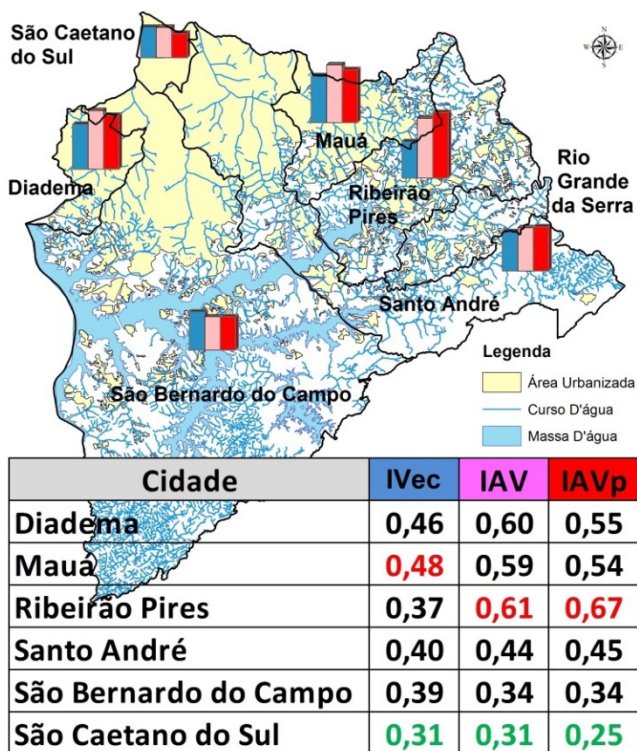 São Caetano
do Sul
N
W E
S
Mauá
Diadema
Ribeirão
Pires
Rio
Grande
da Serra
Santo André
São Bernardo do Campo
Legenda
Área Urbanizada
Curso D'água
Massa D'água
Cidade IVec IAV IAVp
Diadema 0,46 0,60 0,55
Mauá 0,48 0,59 0,54
Ribeirão Pires 0,37 0,61 0,67
Santo André 0,40 0,44 0,45
São Bernardo do Campo 0,39 0,34 0,34
São Caetano do Sul 0,31 0,31 0,25